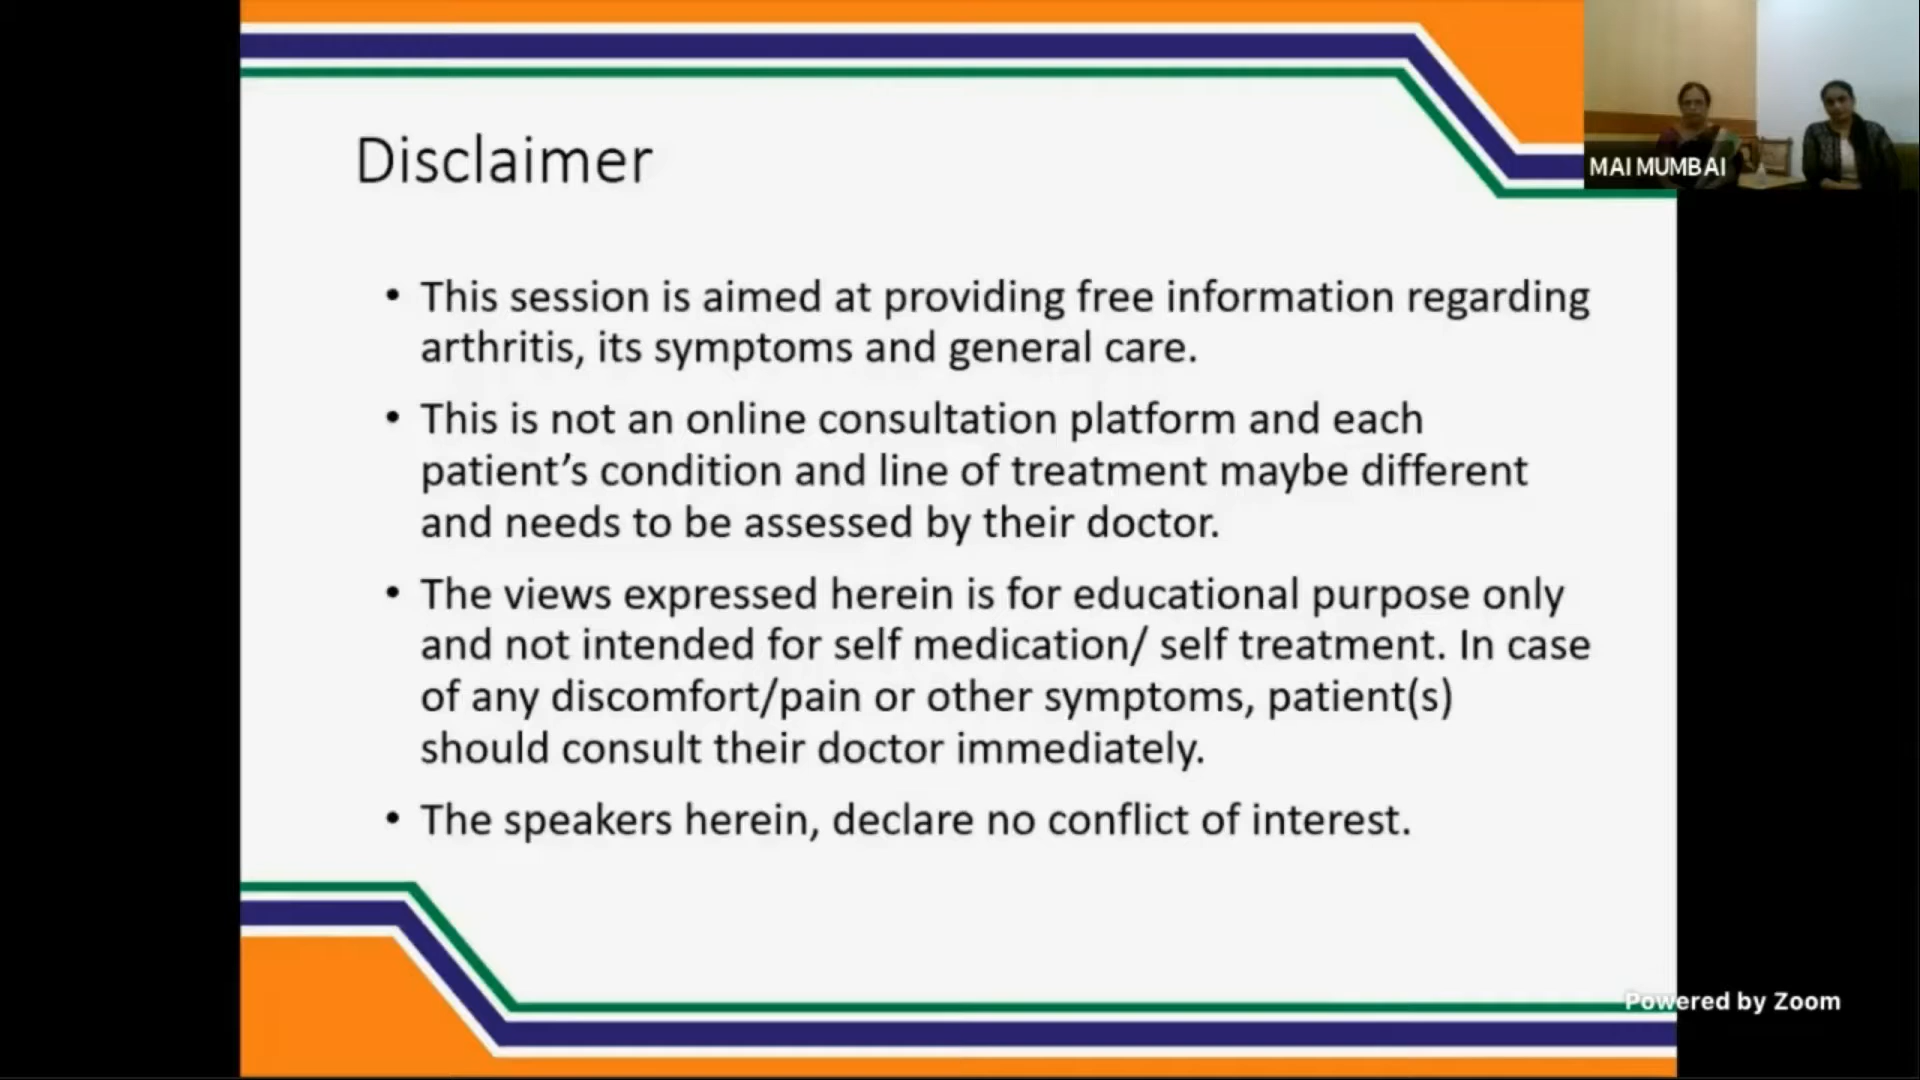 Disclaimer
MAI MUMBAI
• This session is aimed at providing free information regarding
arthritis, its symptoms and general care.
• This is not an online consultation platform and each
patient’s condition and line of treatment maybe different
and needs to be assessed by their doctor.
• The views expressed herein is for educational purpose only
and not intended for self medication/ self treatment. In case
of any discomfort/pain or other symptoms, patient(s)
should consult their doctor immediately.
• The speakers herein, declare no conflict of interest.
Powered by Zoom